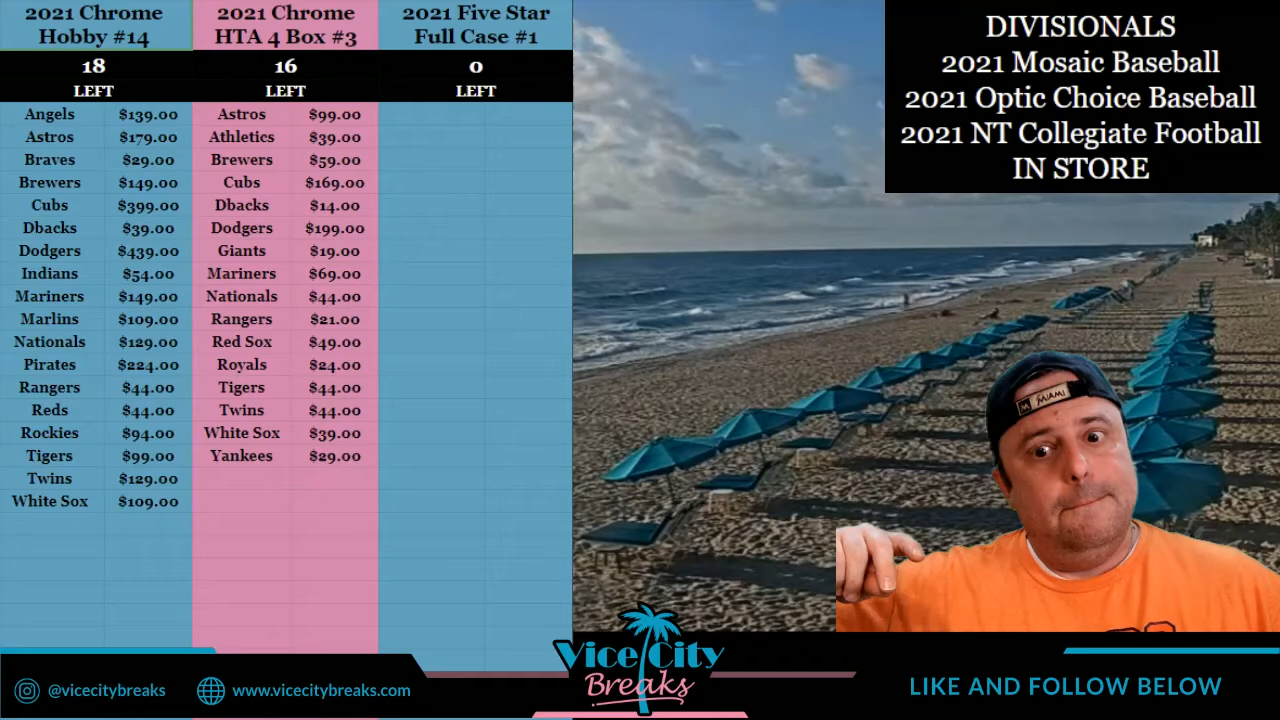 2021 Chrome
Hobby #14
18
LEFT
Angels $139.00
Astros $179.00
Braves $29.00
Brewers $149.00
Cubs $399.00
Dbacks $39.00
Dodgers $439.00
Indians $54.00
Mariners $149.00
Marlins $109.00
Nationals $129.00
Pirates $224.00
Rangers $44.00
Reds $44.00
Rockies $94.00
Tigers $99.00
Twins $129.00
White Sox $109.00
2021 Chrome
HTA 4 Box #3
16
LEFT
Astros $99.00
Athletics $39.00
Brewers $59.00
Cubs $169.00
Dbacks $14.00
Dodgers $199.00
Giants $19.00
Mariners $69.00
Nationals $44.00
Rangers $21.00
Red Sox $49.00
Royals $24.00
Tigers $44.00
Twins $44.00
White Sox $39.00
Yankees $29.00
2021 Five Star
Full Case #1
0
LEFT
DIVISIONALS
2021 Mosaic Baseball
2021 Optic Choice Baseball
2021 NT Collegiate Football
IN STORE
M MIAMI
@vicecitybreaks
www.vicecitybreaks.com
Vice City
Breaks
LIKE AND FOLLOW BELOW